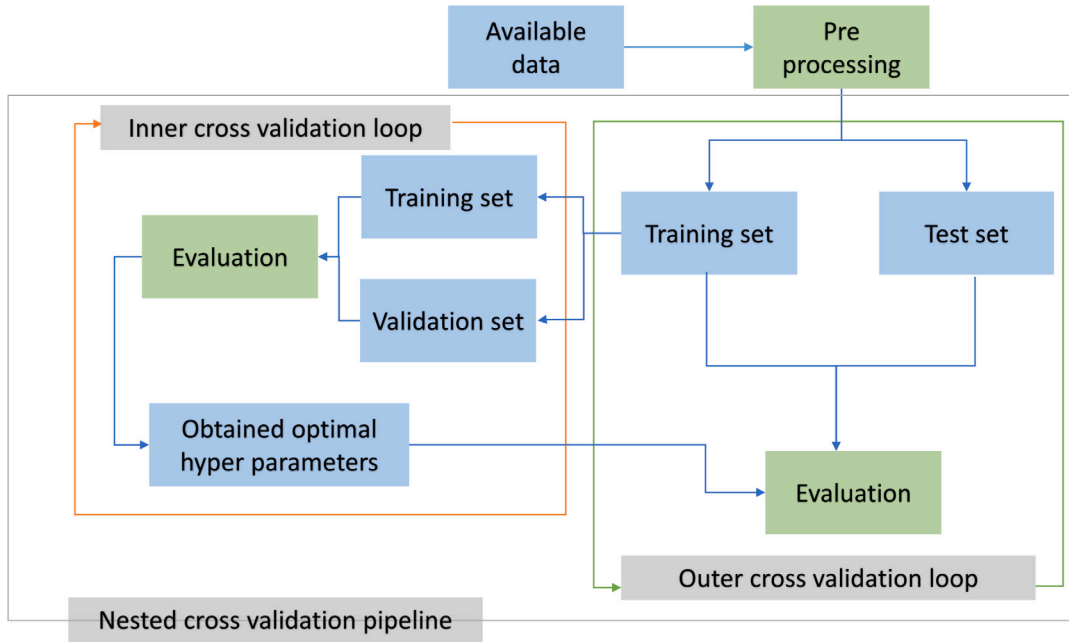 Available
data
Pre
processing
Inner cross validation loop
Training set
Evaluation
Validation set
Obtained optimal
hyper parameters
Training set
Test set
Evaluation
Outer cross validation loop
Nested cross validation pipeline